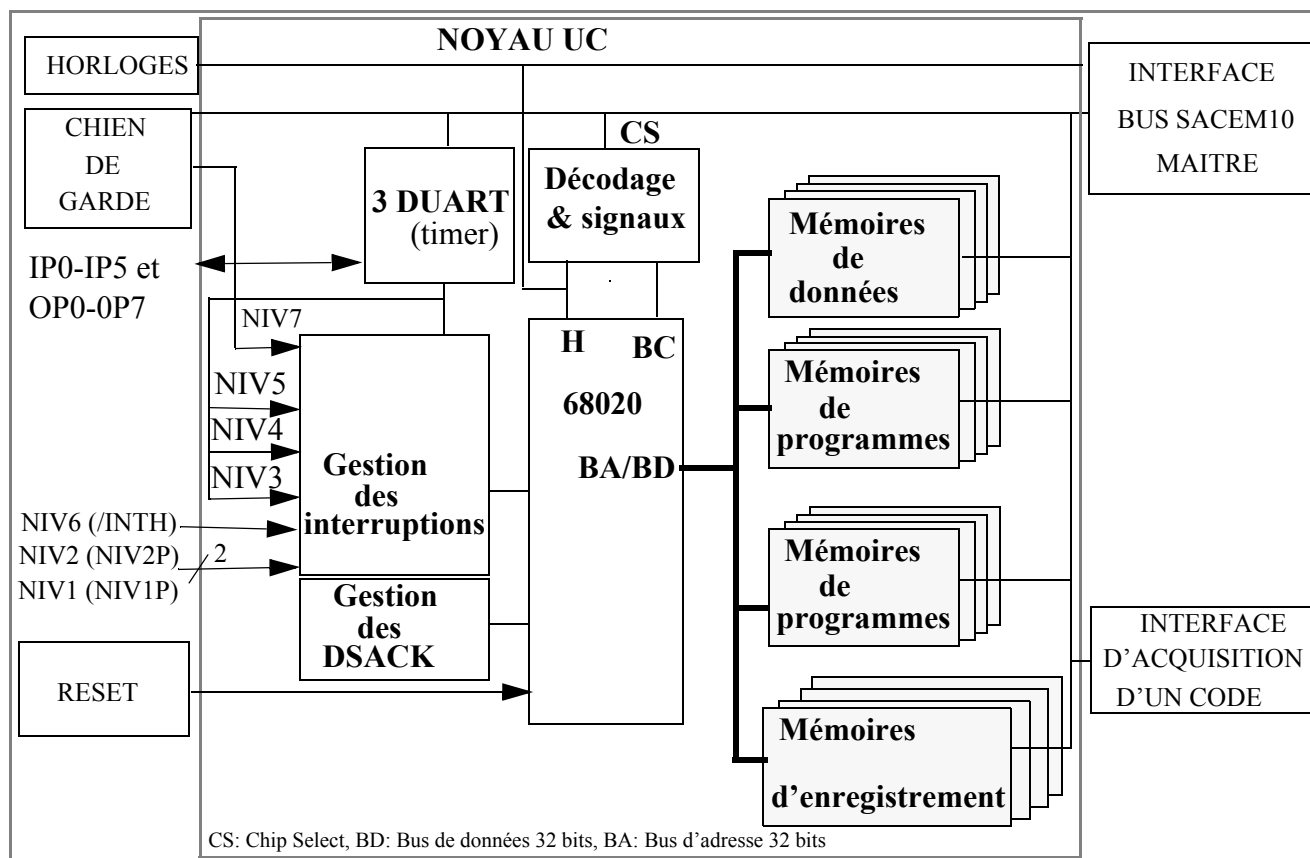 NOYAU UC
HORLOGES
INTERFACE
BUS SACEM10
MAITRE
CHIEN
DE
GARDE
CS
3 DUART
(timer)
Décodage
& signaux
Mémoires
de
données
IP0-IP5 et
OP0-0P7
NIV7
H
BC
68020
BA/BD
Mémoires
de
programmes
NIV5
NIV4
NIV3
Gestion
des
interruptions
NIV6 (/INTH)
NIV2 (NIV2P)
2
NIV1 (NIV1P)
Mémoires
de
programmes
Gestion
des
DSACK
RESET
INTERFACE
D'ACQUISITION
D'UN CODE
Mémoires
d'enregistrement
CS: Chip Select, BD: Bus de données 32 bits, BA: Bus d'adresse 32 bits